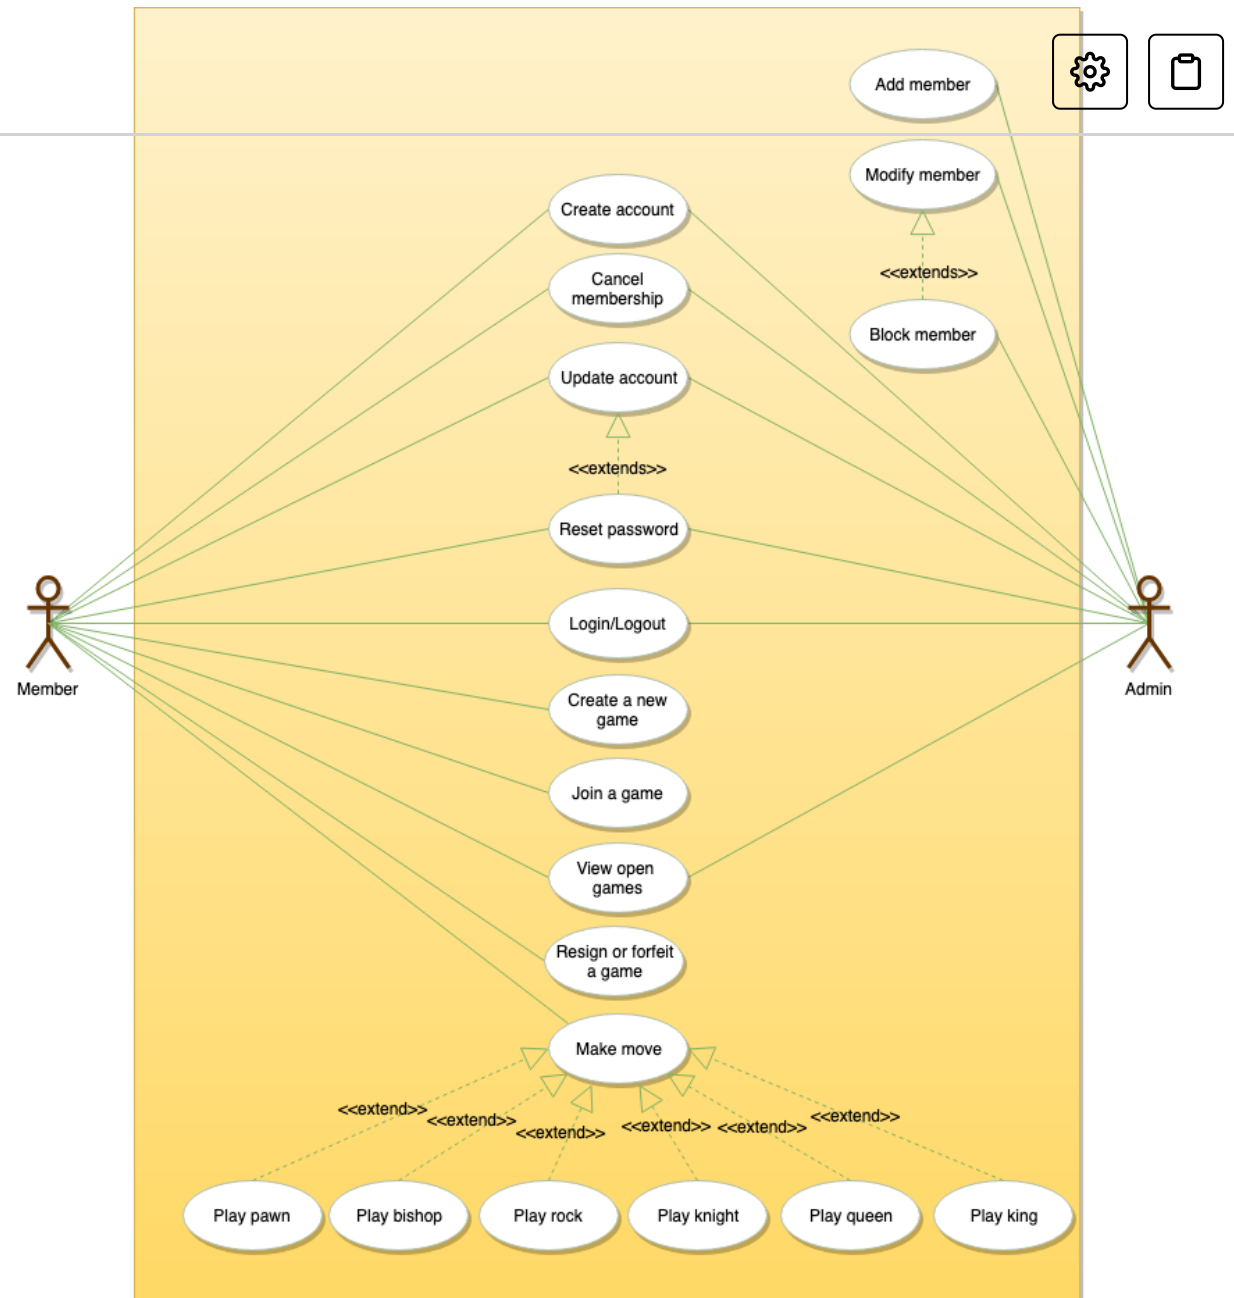 Add member
Modify member
Create account
<<extends>>
Cancel
membership
Block member
Update account
<<extends>>
Reset password
Login/Logout
Member
Admin
Create a new
game
Join a game
View open
games
Resign or forfeit
a game
Make move
<<extend>>
<<extend>>
<<extend>>
<<extend>>
<<extend>>
<<extend>>
Play pawn
Play bishop
Play rock
Play knight
Play queen
Play king